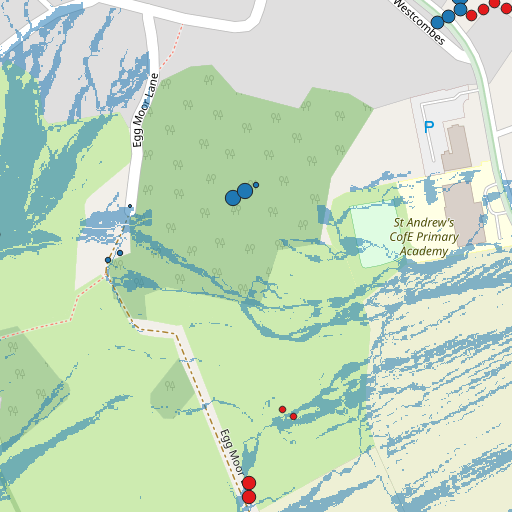 Westcombes
Egg Moor Lane
P
St Andrew's
CofE Primary
Academy
Egg Moor